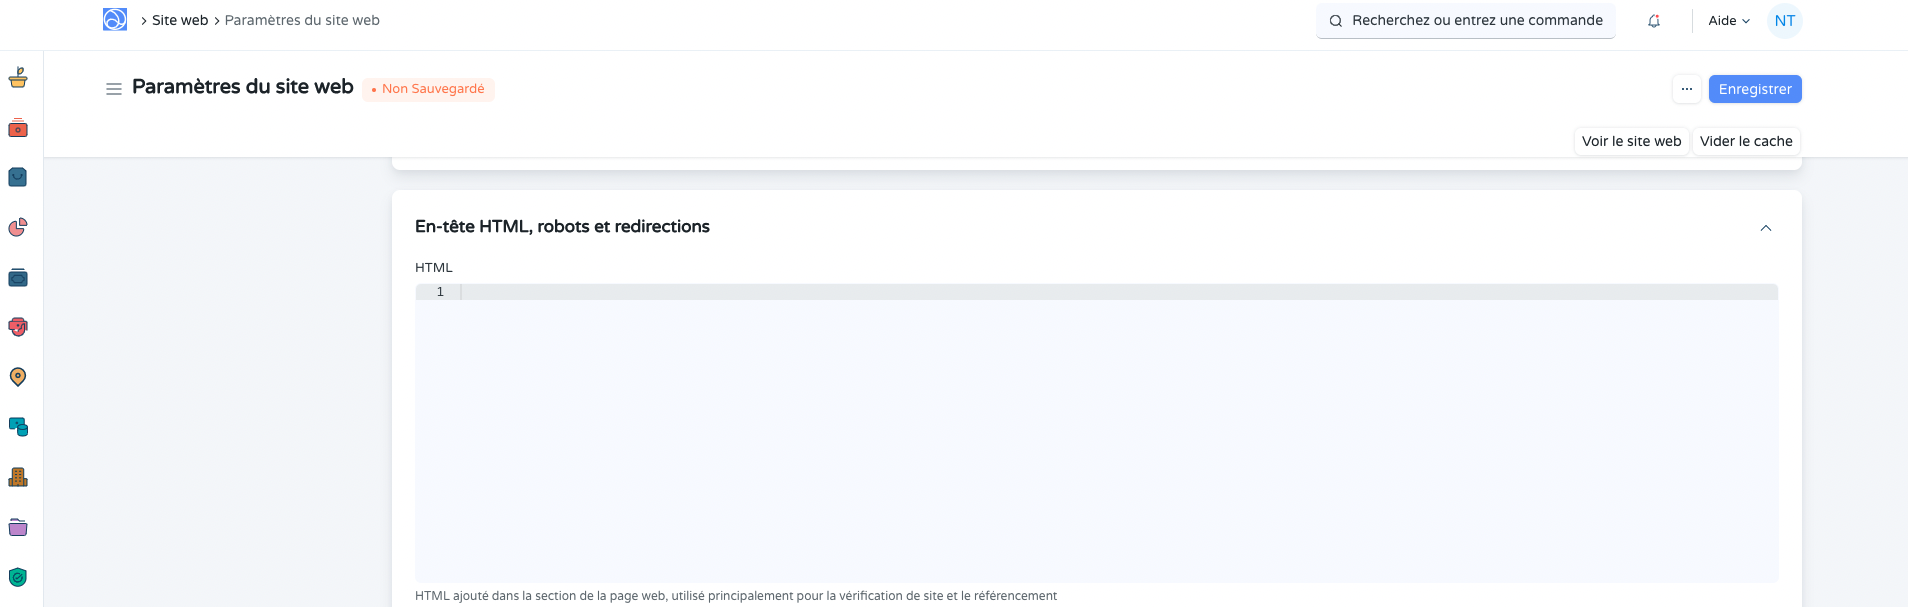 Site web Paramètres du site web
Recherchez ou entrez une commande
Aide
NT
Paramètres du site web
Non Sauvegardé
...
Enregistrer
Voir le site web
Vider le cache
En-tête HTML, robots et redirections
HTML
1
HTML ajouté dans la section de la page web, utilisé principalement pour la vérification de site et le référencement